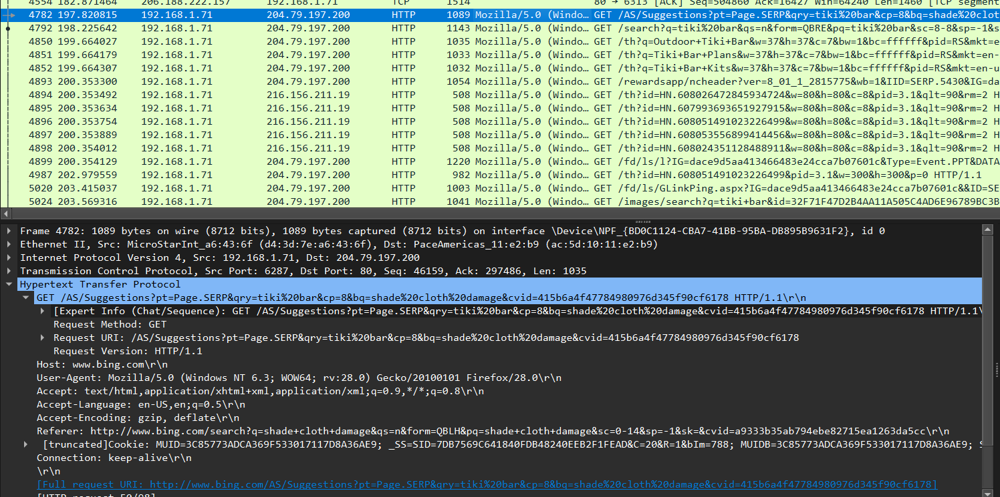 4554 182.871464 206.188.222.157 192.168.1.71 TCP 1514 80 → 6313 [ACK] Seq=504860 Ack=16427 Win=64240 Len=1460 [TCP segment
4782 197.820815 192.168.1.71 204.79.197.200 HTTP 1089 Mozilla/5.0 (Windo… GET /AS/Suggestions?pt=Page.SERP&qry=tiki%20bar&cp=8&bq=shade%20clot
4792 198.225642 192.168.1.71 204.79.197.200 HTTP 1143 Mozilla/5.0 (Windo… GET /search?q=tiki%20bar&qs=n&form=QBRE&pq=tiki%20bar&sc=8-8&sp=-1&s
4850 199.664027 192.168.1.71 204.79.197.200 HTTP 1035 Mozilla/5.0 (Windo… GET /th?q=Outdoor+Tiki+Bar&w=37&h=37&c=7&bw=1&bc=ffffff&pid=RS&mkt=e
4851 199.664179 192.168.1.71 204.79.197.200 HTTP 1033 Mozilla/5.0 (Windo… GET /th?q=Tiki+Bar+Plans&w=37&h=37&c=7&bw=1&bc=ffffff&pid=RS&mkt=en-
4852 199.664307 192.168.1.71 204.79.197.200 HTTP 1032 Mozilla/5.0 (Windo… GET /th?q=Tiki+Bar+Kits&w=37&h=37&c=7&bw=1&bc=ffffff&pid=RS&mkt=en-u
4893 200.353300 192.168.1.71 204.79.197.200 HTTP 1054 Mozilla/5.0 (Windo… GET /rewardsapp/ncheader?ver=8_01_1_2815775&wb=1&IID=SERP.5430&IG=da
4894 200.353492 192.168.1.71 216.156.211.19 HTTP 508 Mozilla/5.0 (Windo… GET /th?id=HN.608026472845934724&w=80&h=80&c=8&pid=3.1&qlt=90&rm=2 H
4895 200.353634 192.168.1.71 216.156.211.19 HTTP 508 Mozilla/5.0 (Windo… GET /th?id=HN.607993693651927915&w=80&h=80&c=8&pid=3.1&qlt=90&rm=2 H
4896 200.353754 192.168.1.71 216.156.211.19 HTTP 508 Mozilla/5.0 (Windo… GET /th?id=HN.608051491023226499&w=80&h=80&c=8&pid=3.1&qlt=90&rm=2 H
4897 200.353889 192.168.1.71 216.156.211.19 HTTP 508 Mozilla/5.0 (Windo… GET /th?id=HN.608053556899414456&w=80&h=80&c=8&pid=3.1&qlt=90&rm=2 H
4898 200.354012 192.168.1.71 216.156.211.19 HTTP 508 Mozilla/5.0 (Windo… GET /th?id=HN.608024351128488911&w=80&h=80&c=8&pid=3.1&qlt=90&rm=2 H
4899 200.354129 192.168.1.71 204.79.197.200 HTTP 1220 Mozilla/5.0 (Windo… GET /fd/ls/l?IG=dace9d5aa413466483e24cca7b07601c&Type=Event.PPT&DATA
4987 202.979559 192.168.1.71 204.79.197.200 HTTP 982 Mozilla/5.0 (Windo… GET /th?id=HN.608051491023226499&pid=3.1&w=300&h=300&p=0 HTTP/1.1
5020 203.415037 192.168.1.71 204.79.197.200 HTTP 1003 Mozilla/5.0 (Windo… GET /fd/ls/GLinkPing.aspx?IG=dace9d5aa413466483e24cca7b07601c&&ID=SE
5024 203.569316 192.168.1.71 204.79.197.200 HTTP 1041 Mozilla/5.0 (Windo… GET /images/search?q=tiki+bar&id=32F71F47D2B4AA11A505C4AD6E96789BC3B
Frame 4782: 1089 bytes on wire (8712 bits), 1089 bytes captured (8712 bits) on interface \Device\NPF_{BD0C1124-CBA7-41BB-95BA-DB895B9631F2}, id 0
Ethernet II, Src: MicroStarInt_a6:43:6f (d4:3d:7e:a6:43:6f), Dst: PaceAmericas_11:e2:b9 (ac:5d:10:11:e2:b9)
Internet Protocol Version 4, Src: 192.168.1.71, Dst: 204.79.197.200
Transmission Control Protocol, Src Port: 6287, Dst Port: 80, Seq: 46159, Ack: 297486, Len: 1035
Hypertext Transfer Protocol
GET /AS/Suggestions?pt=Page.SERP&qry=tiki%20bar&cp=8&bq=shade%20cloth%20damage&cvid=415b6a4f47784980976d345f90cf6178 HTTP/1.1\r\n
[Expert Info (Chat/Sequence): GET /AS/Suggestions?pt=Page.SERP&qry=tiki%20bar&cp=8&bq=shade%20cloth%20damage&cvid=415b6a4f47784980976d345f90cf6178 HTTP/1.1\
Request Method: GET
Request URI: /AS/Suggestions?pt=Page.SERP&qry=tiki%20bar&cp=8&bq=shade%20cloth%20damage&cvid=415b6a4f47784980976d345f90cf6178
Request Version: HTTP/1.1
Host: www.bing.com\r\n
User-Agent: Mozilla/5.0 (Windows NT 6.3; WOW64; rv:28.0) Gecko/20100101 Firefox/28.0\r\n
Accept: text/html,application/xhtml+xml,application/xml;q=0.9,*/*;q=0.8\r\n
Accept-Language: en-US,en;q=0.5\r\n
Accept-Encoding: gzip, deflate\r\n
Referer: http://www.bing.com/search?q=shade+cloth+damage&qs=n&form=QBLH&pq=shade+cloth+damage&sc=0-14&sp=-1&sk=&cvid=a9333b35ab794ebe82715ea1263da5cc\r\n
[truncated]Cookie: MUID=3C85773ADCA369F533017117D8A36AE9; _SS=SID=7DB7569C641840FDB48240EEB2F1FEAD&C=20&R=1&bIm=788; MUIDB=3C85773ADCA369F533017117D8A36AE9; S
Connection: keep-alive\r\n
\r\n
[Full request URI: http://www.bing.com/AS/Suggestions?pt=Page.SERP&qry=tiki%20bar&cp=8&bq=shade%20cloth%20damage&cvid=415b6a4f47784980976d345f90cf6178]
[HTTP request 50/98]